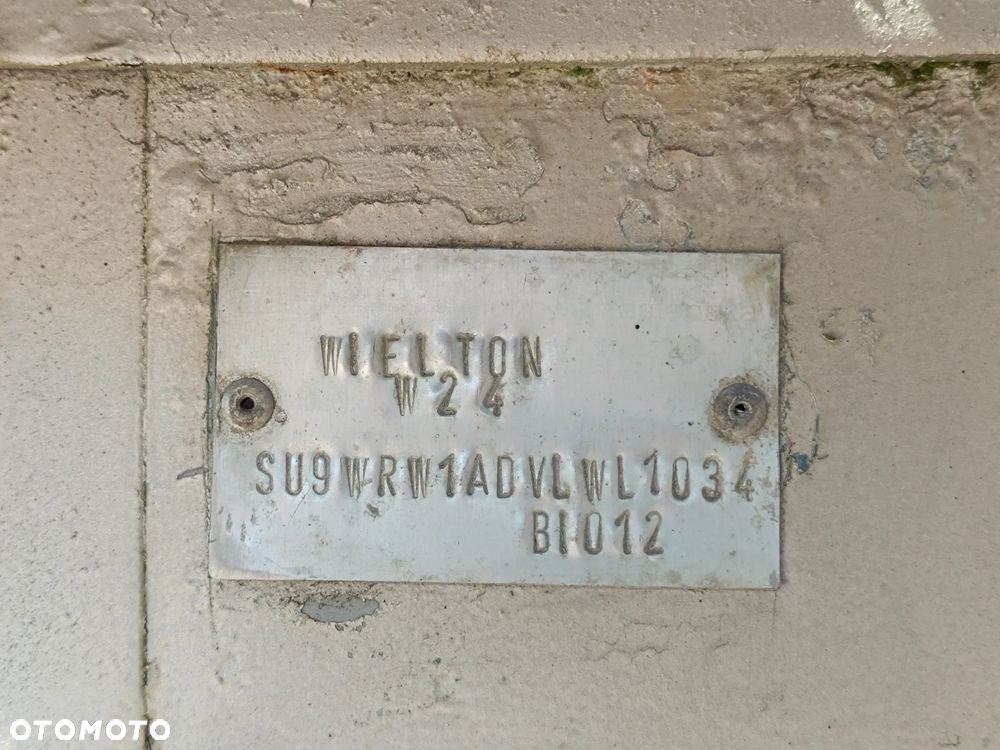 WIELTON
W24
SU9WRW1ADVLWL1034
BI012
OTOMOTO